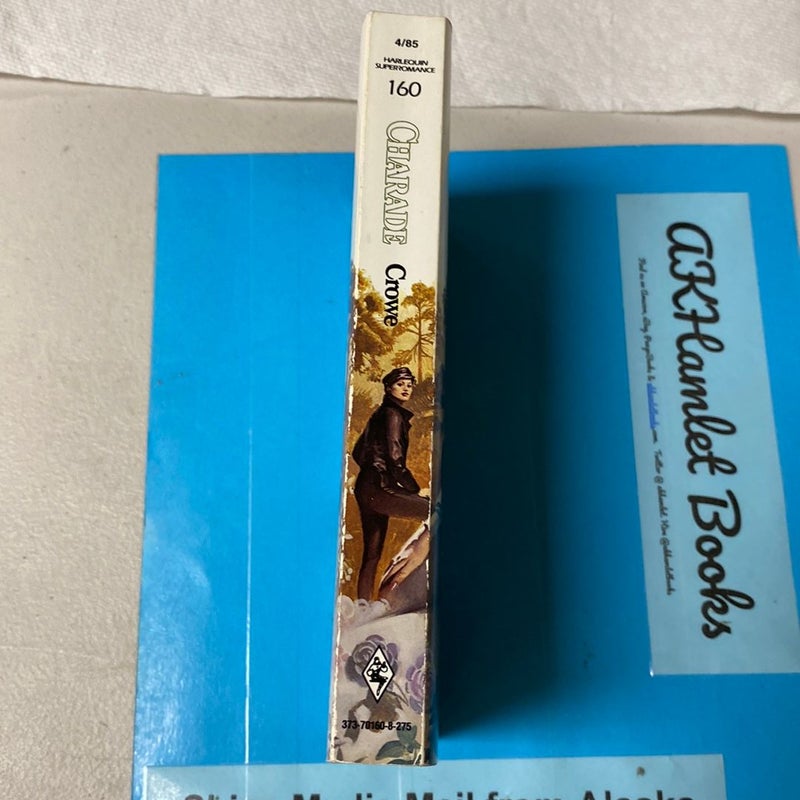 4/85
HARLEQUIN
SUPERROMANCE
160
CHARADE
Crowe
373-70160-8-275
AKHamlet Books